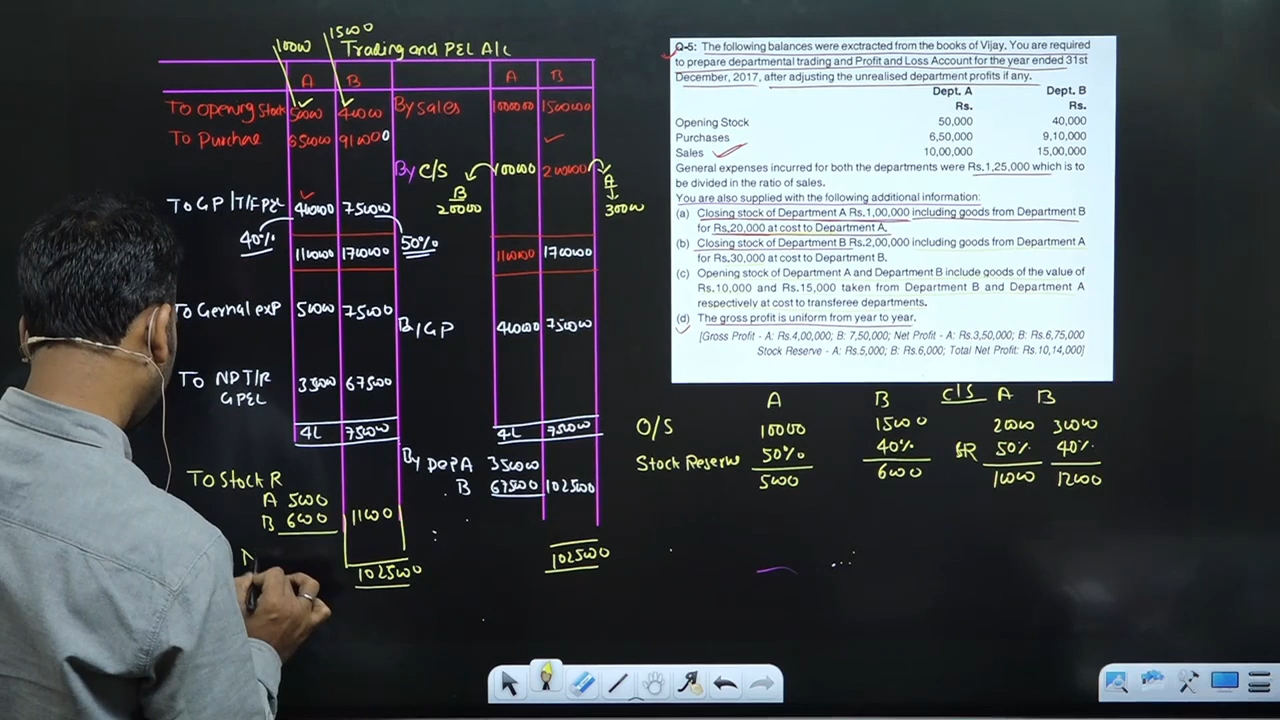 10000
15000
Trading and P&L A/c
A B A B
To opening Stock 50000 40000 By Sales 1000000 1500000
To Purchase 650000 910000
By C/S 100000 200000
B
20000
A
30000
To GP/T/F P&L 400000 750000
40% 50%
1100000 1700000 1100000 1700000
To Gernal exp 50000 75000 By GP 400000 750000
To NP T/R
G P&L 350000 675000
4L 750000 4L 750000
By Dep A 350000
B 675000 1025000
To Stock R
A 5000
B 6000 11000
1025000 1025000
Q-5: The following balances were exctracted from the books of Vijay. You are required
to prepare departmental trading and Profit and Loss Account for the year ended 31st
December, 2017, after adjusting the unrealised department profits if any.
Dept. A Dept. B
Rs. Rs.
Opening Stock 50,000 40,000
Purchases 6,50,000 9,10,000
Sales 10,00,000 15,00,000
General expenses incurred for both the departments were Rs.1,25,000 which is to
be divided in the ratio of sales.
You are also supplied with the following additional information:
(a) Closing stock of Department A Rs.1,00,000 including goods from Department B
for Rs.20,000 at cost to Department A.
(b) Closing stock of Department B Rs.2,00,000 including goods from Department A
for Rs.30,000 at cost to Department B.
(c) Opening stock of Department A and Department B include goods of the value of
Rs.10,000 and Rs.15,000 taken from Department B and Department A
respectively at cost to transferee departments.
(d) The gross profit is uniform from year to year.
[Gross Profit - A: Rs.4,00,000; B: 7,50,000; Net Profit - A: Rs.3,50,000; B: Rs.6,75,000
Stock Reserve - A: Rs.5,000; B: Rs.6,000; Total Net Profit: Rs.10,14,000]
A B C/S A B
O/S 10000 15000 20000 30000
Stock Reserve 50% 40% SR 50% 40%
5000 6000 10000 12000